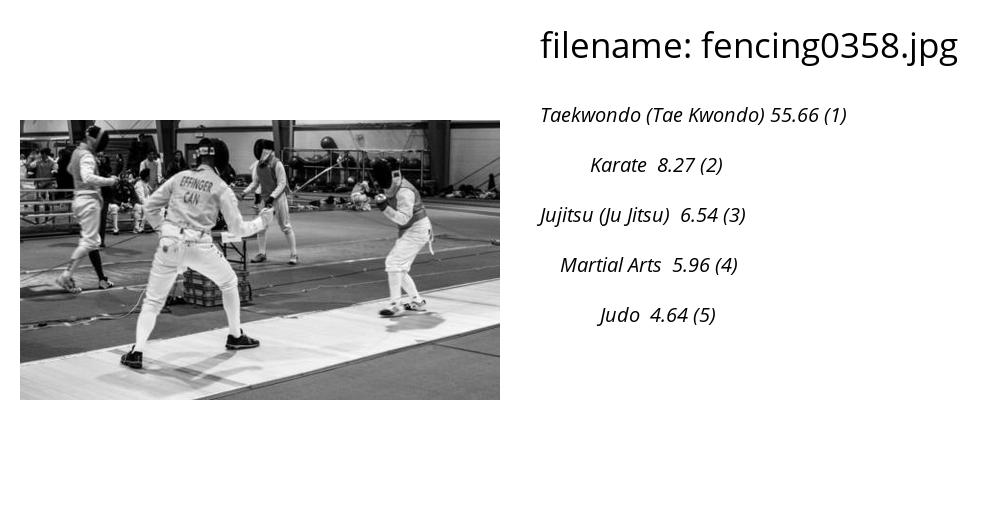 filename: fencing0358.jpg
Taekwondo (Tae Kwondo) 55.66 (1)
Karate 8.27 (2)
Jujitsu (Ju Jitsu) 6.54 (3)
Martial Arts 5.96 (4)
Judo 4.64 (5)
EFFINGER
CAN